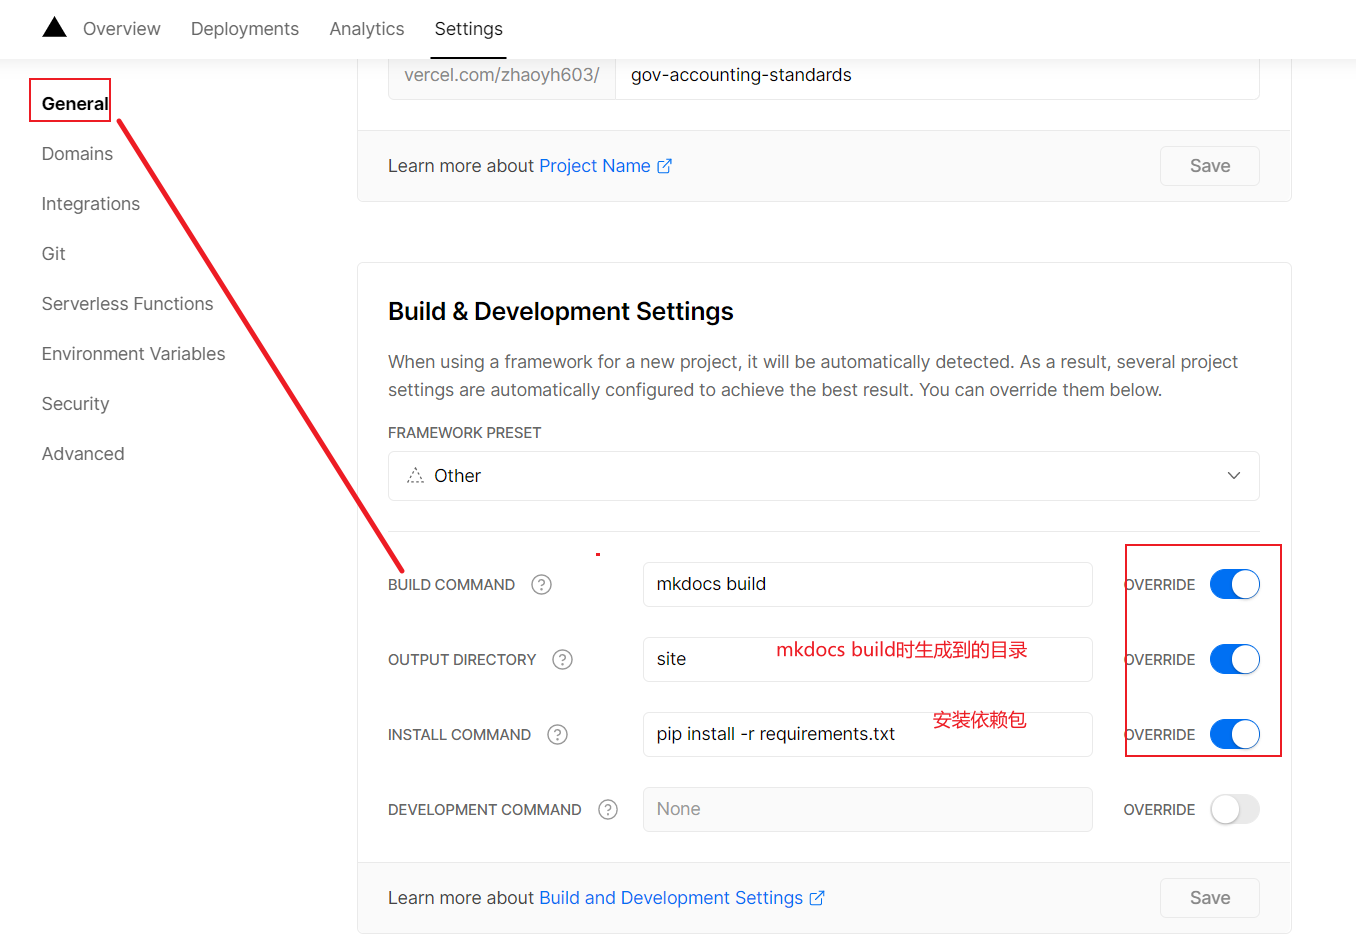 Overview Deployments Analytics Settings
vercel.com/zhaoyh603/ gov-accounting-standards
General
Domains
Integrations
Git
Serverless Functions
Environment Variables
Security
Advanced
Learn more about Project Name
Save
Build & Development Settings
When using a framework for a new project, it will be automatically detected. As a result, several project
settings are automatically configured to achieve the best result. You can override them below.
FRAMEWORK PRESET
Other
BUILD COMMAND ? mkdocs build OVERRIDE
OUTPUT DIRECTORY ? site mkdocs build时生成到的目录 OVERRIDE
INSTALL COMMAND ? pip install -r requirements.txt 安装依赖包 OVERRIDE
DEVELOPMENT COMMAND ? None OVERRIDE
Learn more about Build and Development Settings
Save